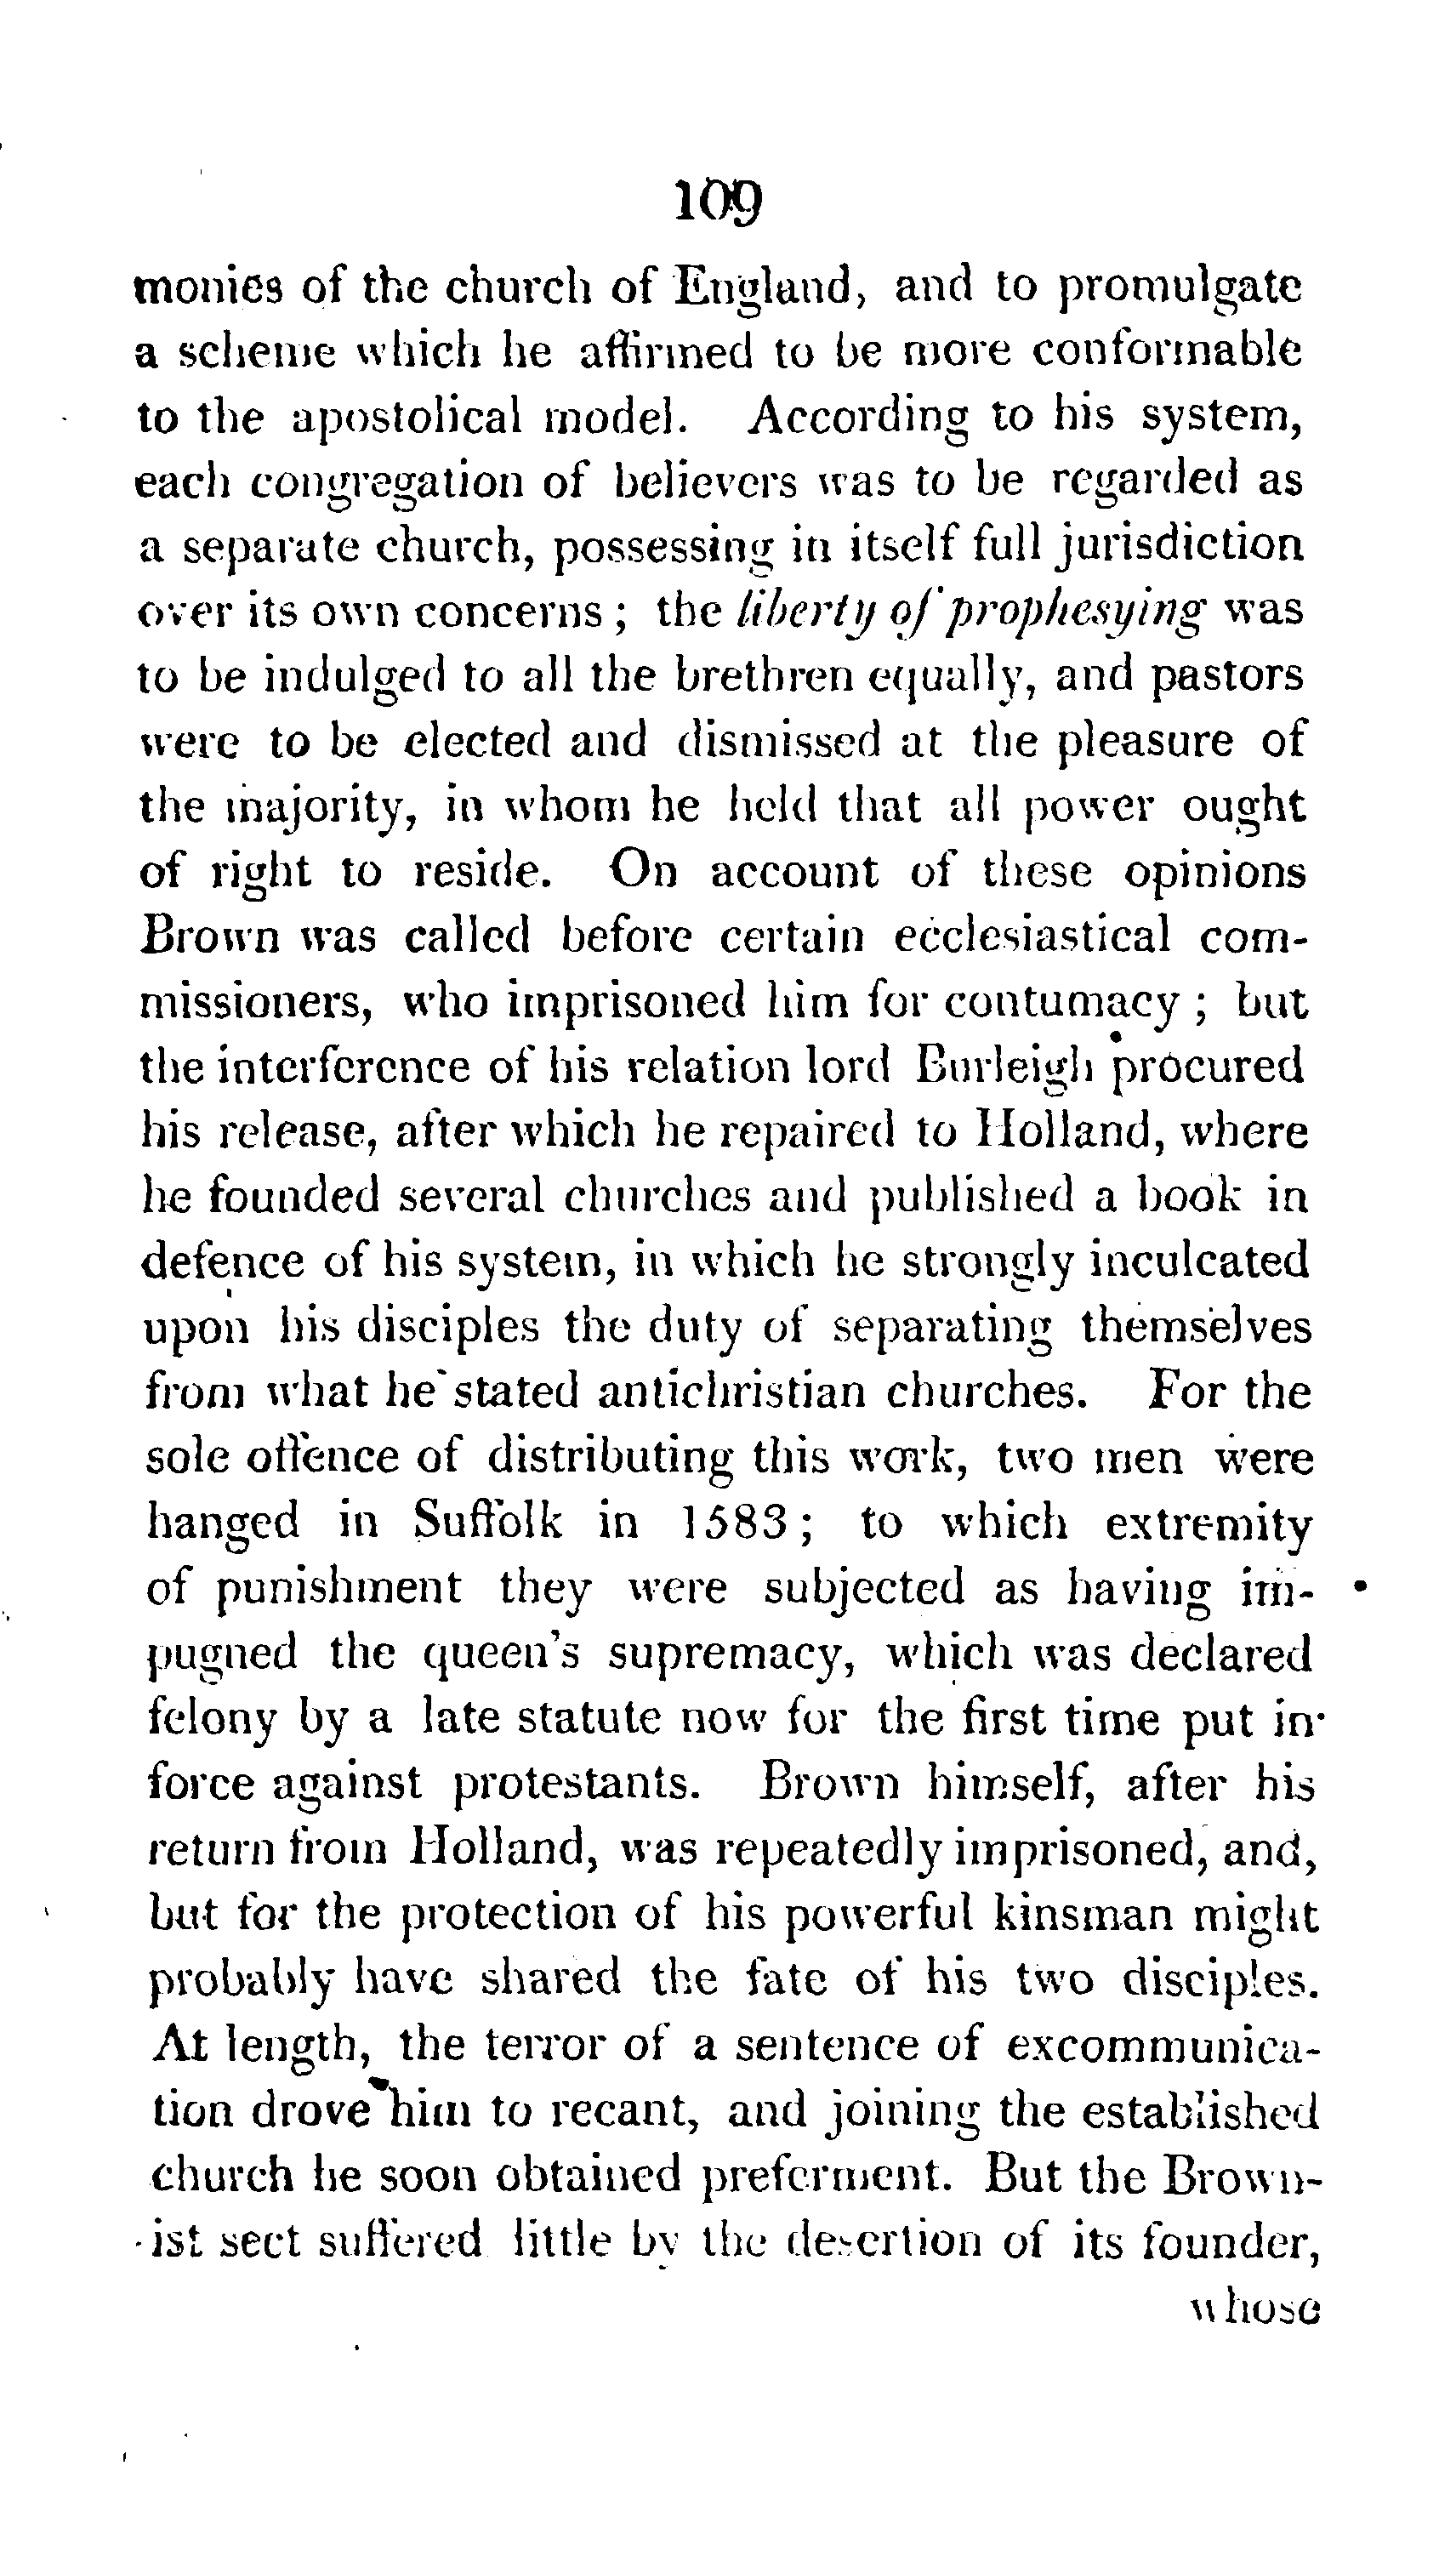 109
monies of the church of England, and to promulgate
a scheme which he affirmed to be more conformable
to the apostolical model. According to his system,
each congregation of believers was to be regarded as
a separate church, possessing in itself full jurisdiction
over its own concerns ; the liberty of prophesying was
to be indulged to all the brethren equally, and pastors
were to be elected and dismissed at the pleasure of
the majority, in whom he held that all power ought
of right to reside. On account of these opinions
Brown was called before certain ecclesiastical com-
missioners, who imprisoned him for contumacy ; but
the interference of his relation lord Burleigh procured
his release, after which he repaired to Holland, where
he founded several churches and published a book in
defence of his system, in which he strongly inculcated
upon his disciples the duty of separating themselves
from what he stated antichristian churches. For the
sole offence of distributing this work, two men were
hanged in Suffolk in 1583 ; to which extremity
of punishment they were subjected as having im-
pugned the queen's supremacy, which was declared
felony by a late statute now for the first time put in
force against protestants. Brown himself, after his
return from Holland, was repeatedly imprisoned, and,
but for the protection of his powerful kinsman might
probably have shared the fate of his two disciples.
At length, the terror of a sentence of excommunica-
tion drove him to recant, and joining the established
church he soon obtained preferment. But the Brown-
ist sect suffered little by the desertion of its founder,
whose